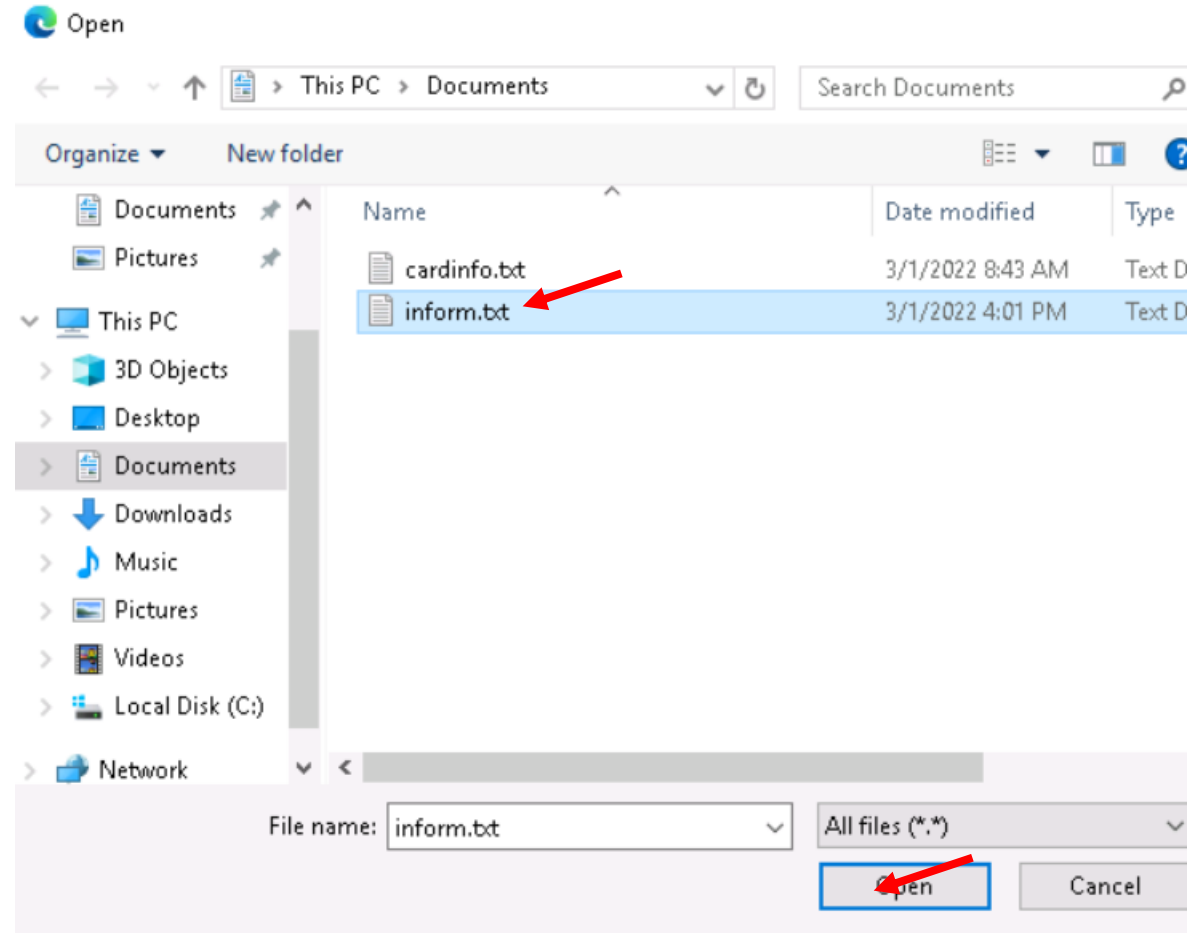 Open
This PC > Documents
Search Documents
Organize
New folder
?
Documents
Pictures
This PC
3D Objects
Desktop
Documents
Downloads
Music
Pictures
Videos
Local Disk (C:)
Network
Name Date modified Type
cardinfo.txt 3/1/2022 8:43 AM Text D
inform.txt 3/1/2022 4:01 PM Text D
File name: inform.txt All files (*.*)
Open Cancel